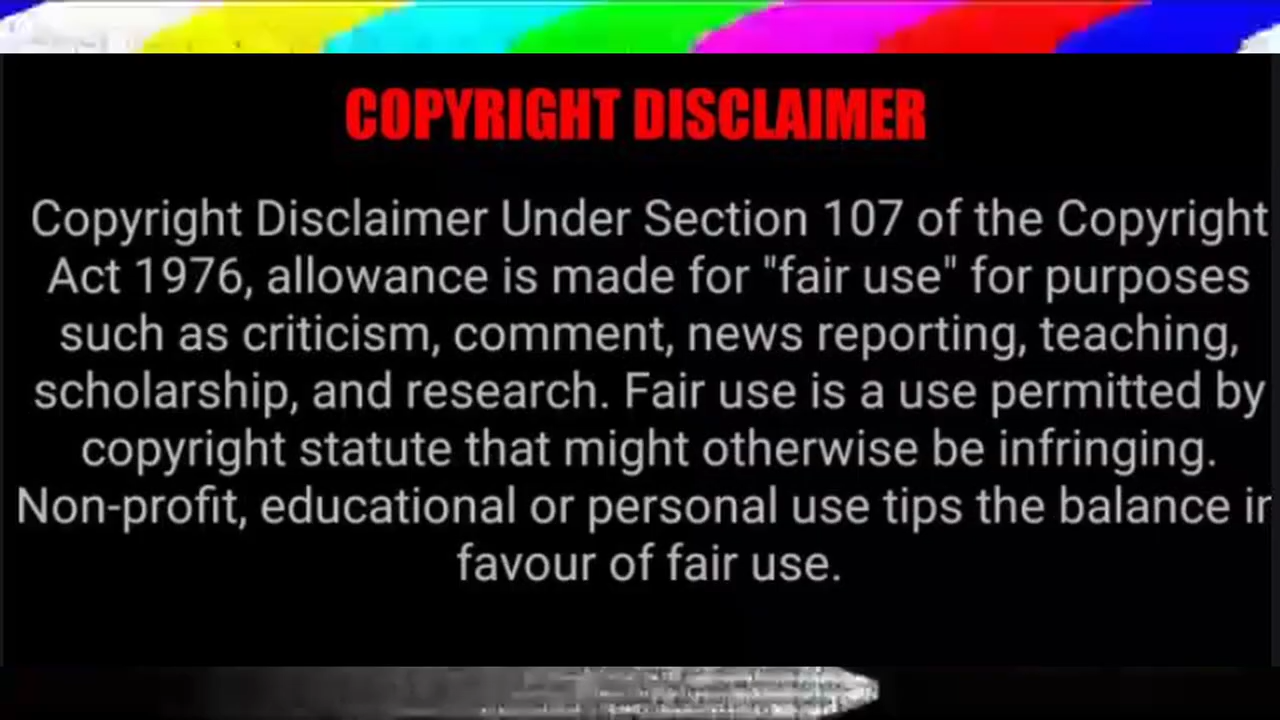 COPYRIGHT DISCLAIMER
Copyright Disclaimer Under Section 107 of the Copyright
Act 1976, allowance is made for "fair use" for purposes
such as criticism, comment, news reporting, teaching,
scholarship, and research. Fair use is a use permitted by
copyright statute that might otherwise be infringing.
Non-profit, educational or personal use tips the balance in
favour of fair use.